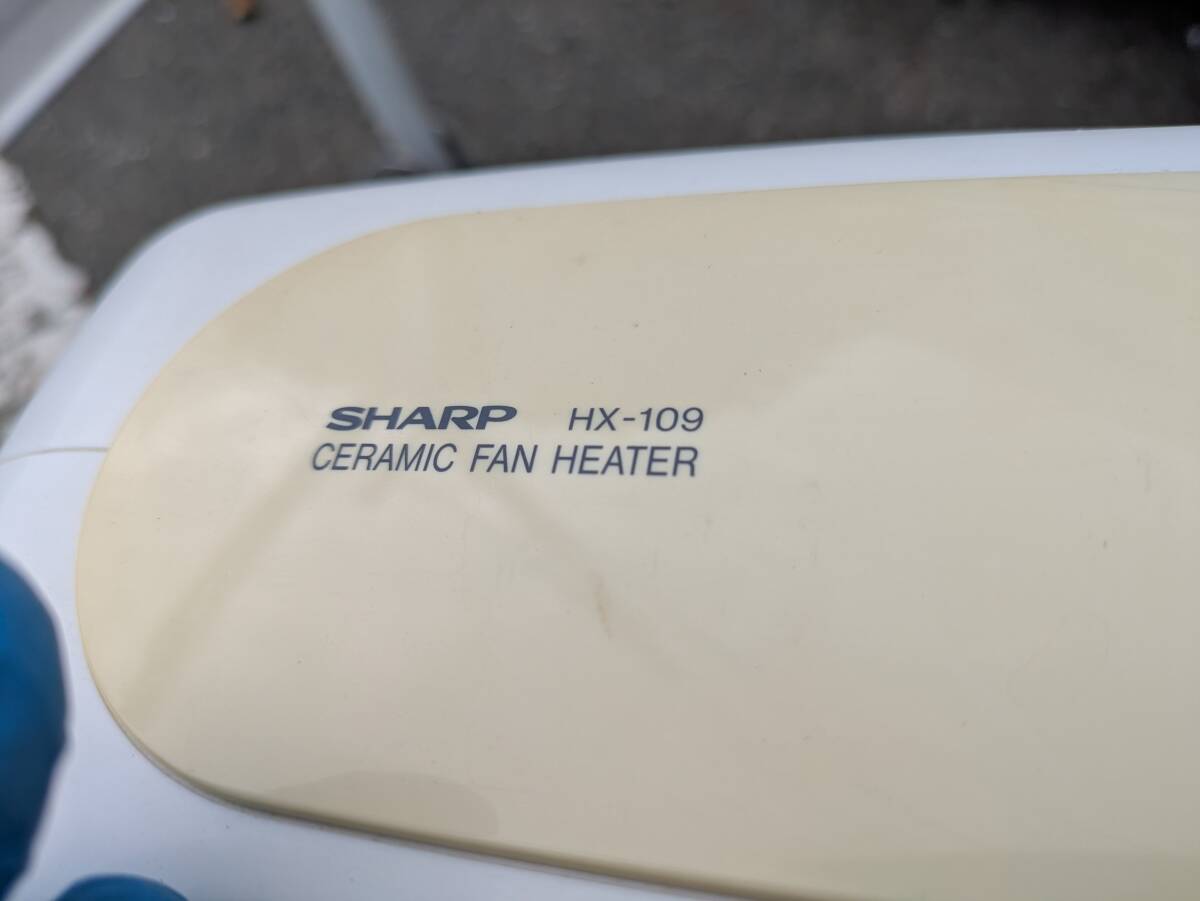 SHARP HX-109
CERAMIC FAN HEATER